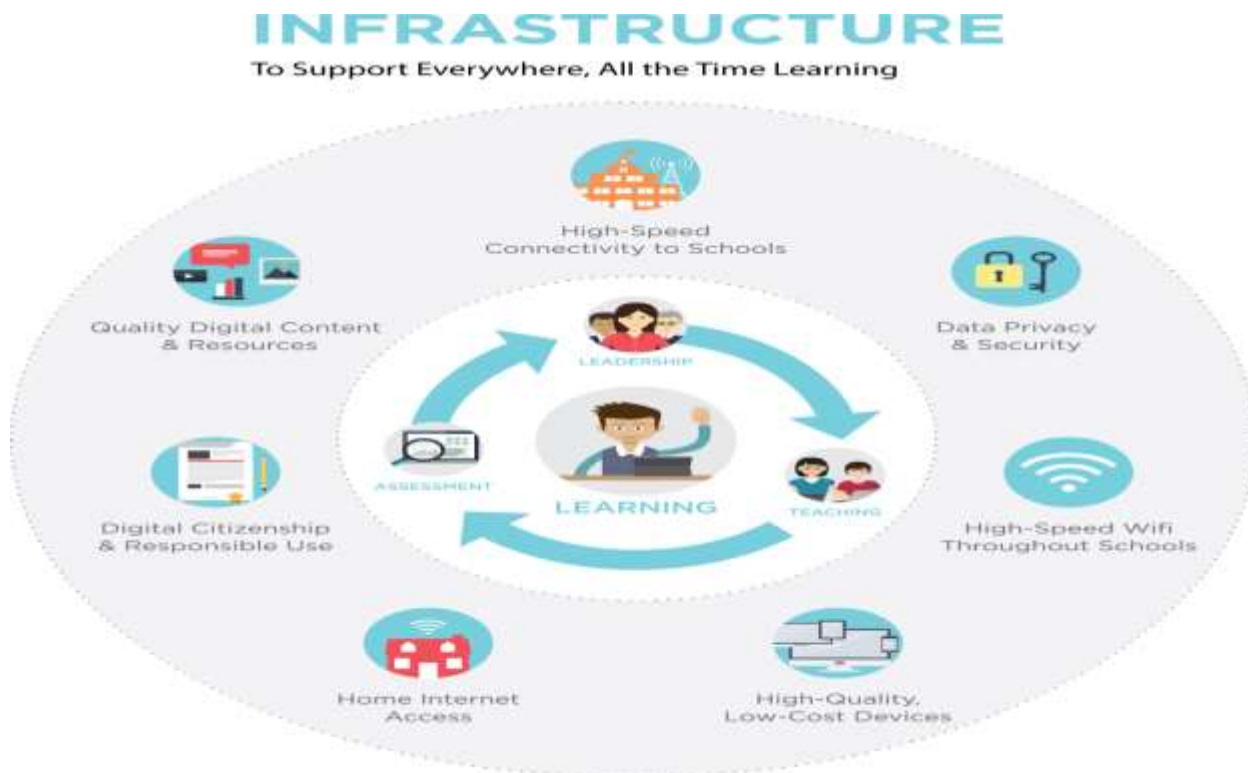 INFRASTRUCTURE
To Support Everywhere, All the Time Learning
High-Speed
Connectivity to Schools
Data Privacy
& Security
High-Speed Wifi
Throughout Schools
High-Quality,
Low-Cost Devices
Home Internet
Access
Digital Citizenship
& Responsible Use
Quality Digital Content
& Resources
LEADERSHIP
TEACHING
ASSESSMENT
LEARNING